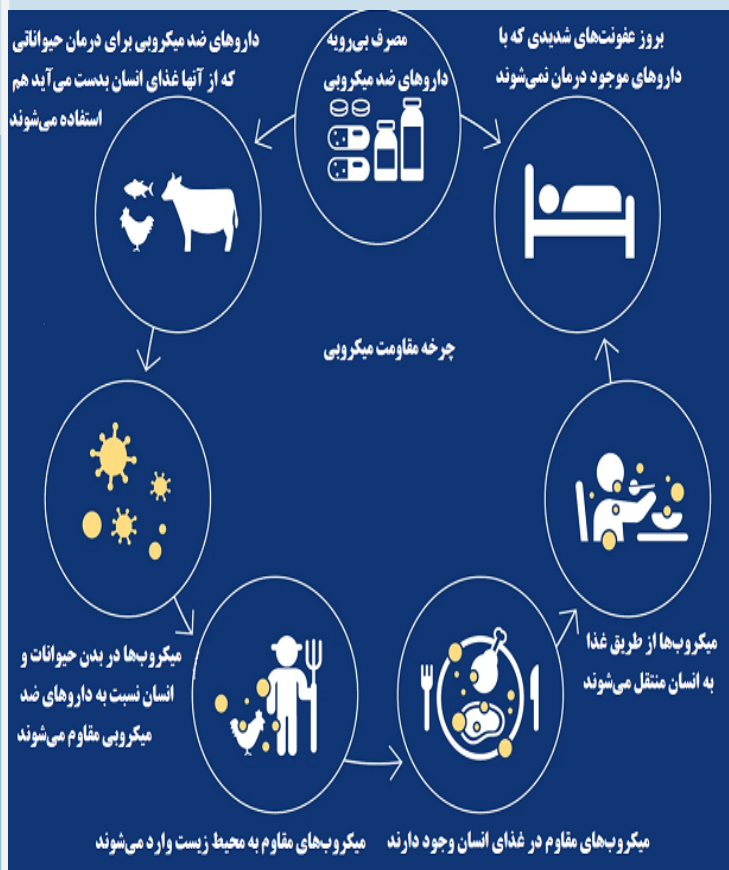 مصرف بی‌رویه
داروهای ضد میکروبی
داروهای ضد میکروبی برای درمان حیواناتی
که از آنها غذای انسان بدست می‌آید هم
استفاده می‌شوند
میکروب‌ها در بدن حیوانات و
انسان نسبت به داروهای ضد
میکروبی مقاوم می‌شوند
میکروب‌های مقاوم به محیط زیست وارد می‌شوند
میکروب‌های مقاوم در غذای انسان وجود دارند
میکروب‌ها از طریق غذا
به انسان منتقل می‌شوند
بروز عفونت‌های شدیدی که با
داروهای موجود درمان نمی‌شوند
چرخه مقاومت میکروبی